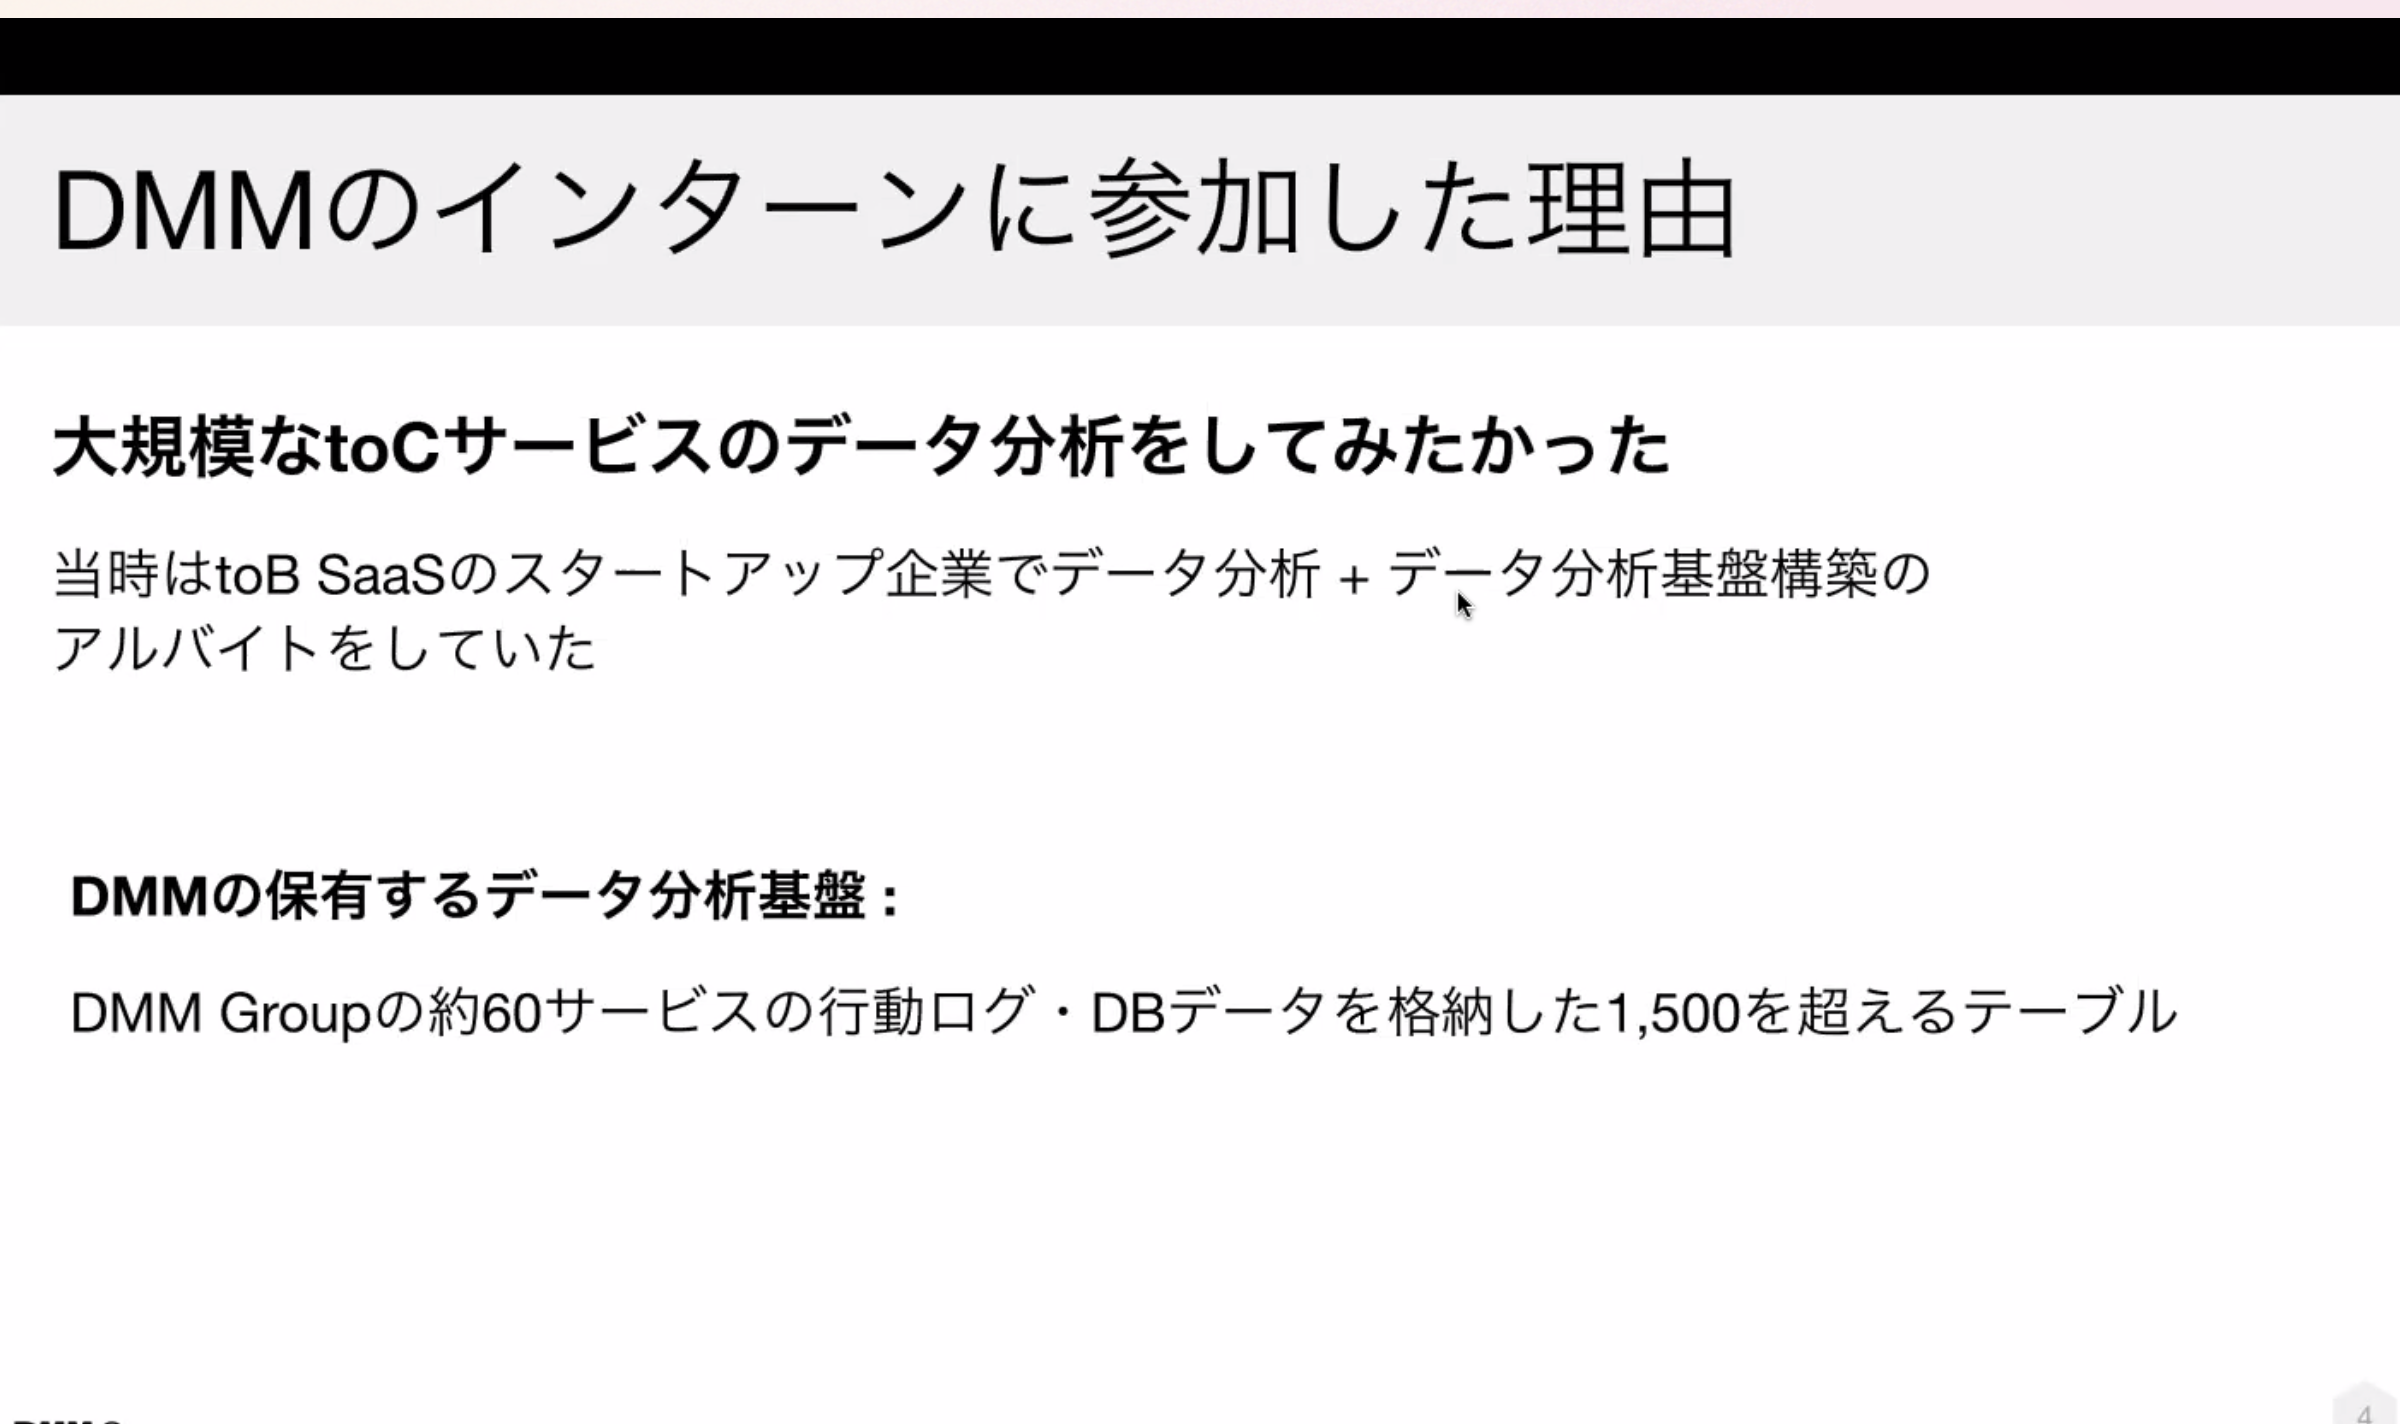 DMMのインターンに参加した理由
大規模なtoCサービスのデータ分析をしてみたかった
当時はtoB SaaSのスタートアップ企業でデータ分析 + データ分析基盤構築の
アルバイトをしていた
DMMの保有するデータ分析基盤：
DMM Groupの約60サービスの行動ログ・DBデータを格納した1,500を超えるテーブル
4